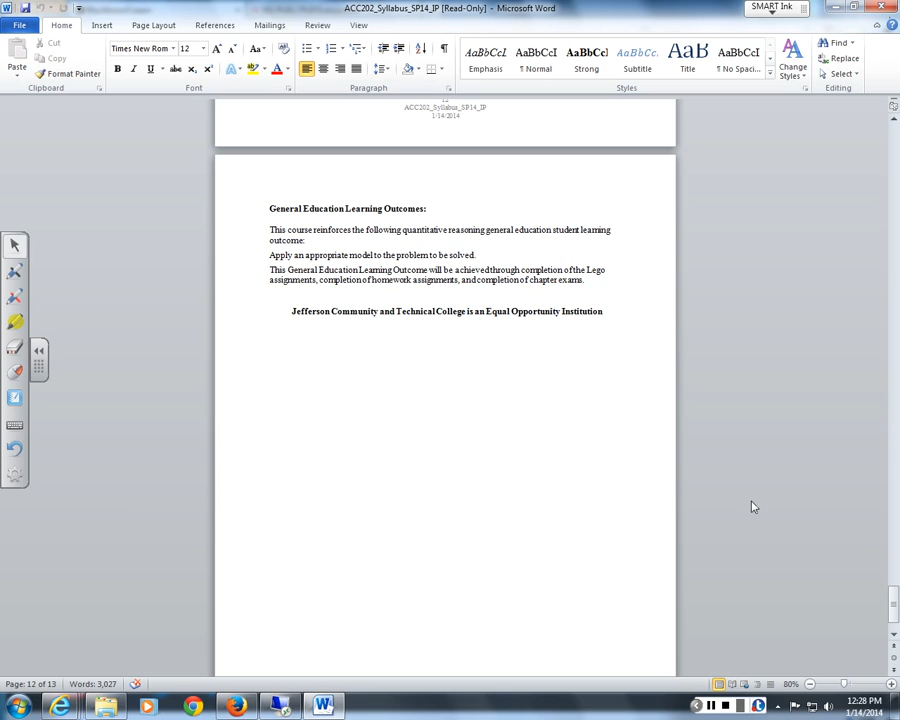 ACC202_Syllabus_SP14_IP [Read-Only] - Microsoft Word
SMART Ink
File Home Insert Page Layout References Mailings Review View
Paste
Cut
Copy
Format Painter
Clipboard
Times New Rom 12
Font
Paragraph
AaBbCcI AaBbCcI AaBbCcI AaBbCc. AaB AaBbCcI
Emphasis ¶ Normal Strong Subtitle Title ¶ No Spaci...
Styles
Change Styles
Find
Replace
Select
Editing
12
ACC202_Syllabus_SP14_IP
1/14/2014
General Education Learning Outcomes:
This course reinforces the following quantitative reasoning general education student learning
outcome:
Apply an appropriate model to the problem to be solved.
This General Education Learning Outcome will be achieved through completion of the Lego
assignments, completion of homework assignments, and completion of chapter exams.
Jefferson Community and Technical College is an Equal Opportunity Institution
Page: 12 of 13 Words: 3,027 80%
12:28 PM
1/14/2014